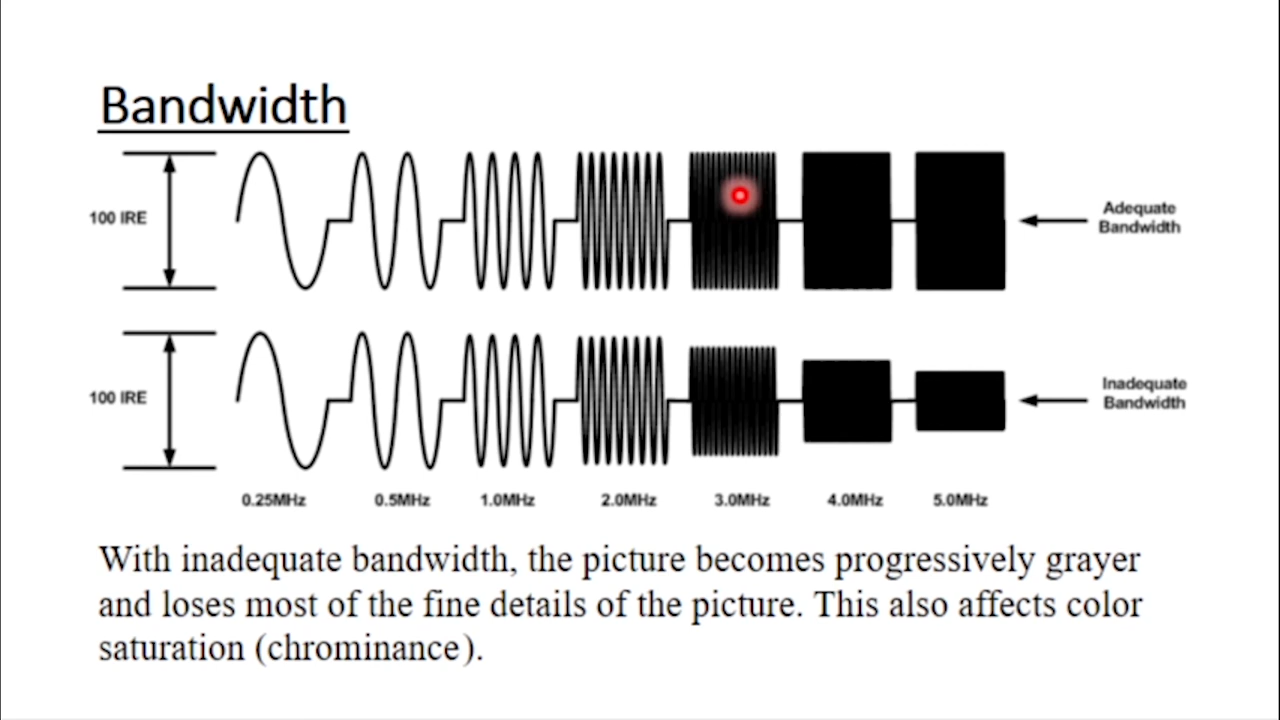 Bandwidth
100 IRE
Adequate
Bandwidth
100 IRE
Inadequate
Bandwidth
0.25MHz 0.5MHz 1.0MHz 2.0MHz 3.0MHz 4.0MHz 5.0MHz
With inadequate bandwidth, the picture becomes progressively grayer
and loses most of the fine details of the picture. This also affects color
saturation (chrominance).